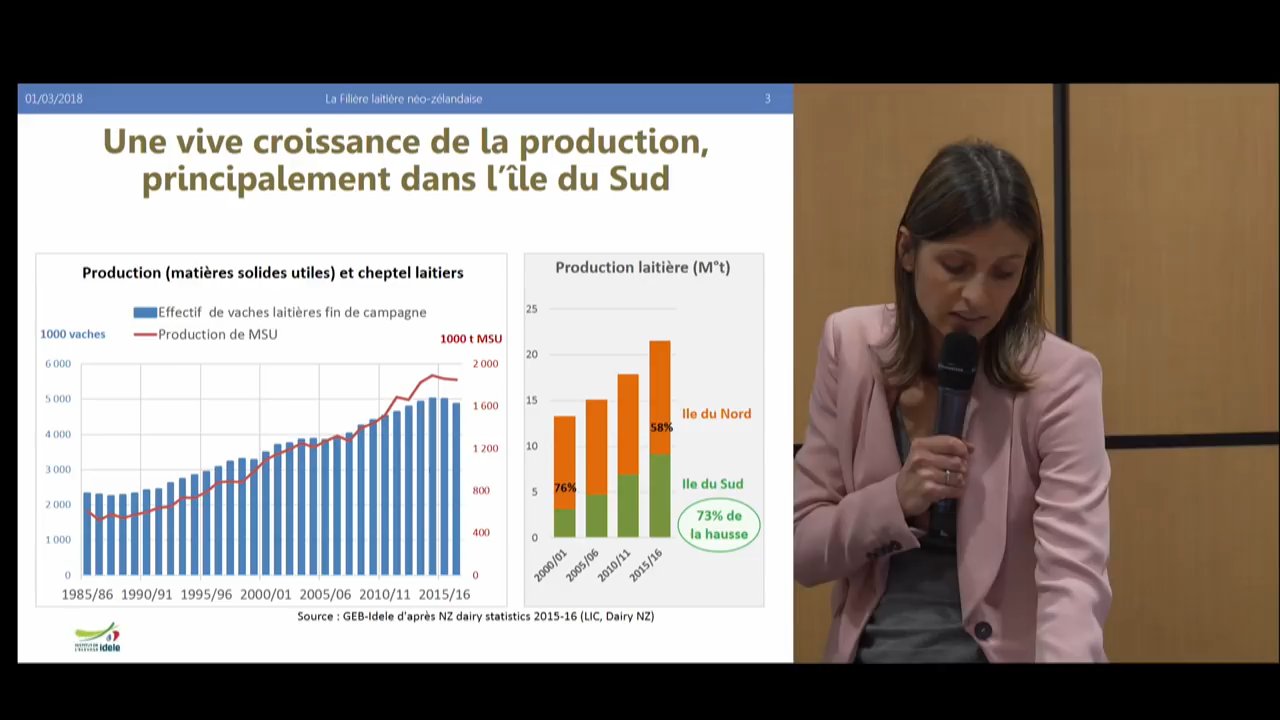 01/03/2018
La Filière laitière néo-zélandaise
3
Une vive croissance de la production,
principalement dans l´île du Sud
Production (matières solides utiles) et cheptel laitiers
Effectif de vaches laitières fin de campagne
1000 vaches
Production de MSU
1000 t MSU
6 000
5 000
4 000
3 000
2 000
1 000
0
2 000
1 600
1 200
800
400
0
1985/86 1990/91 1995/96 2000/01 2005/06 2010/11 2015/16
Production laitière (M°t)
25
20
15
10
5
0
76%
58%
Ile du Nord
Ile du Sud
73% de
la hausse
2000/01
2005/06
2010/11
2015/16
Source : GEB-Idele d'après NZ dairy statistics 2015-16 (LIC, Dairy NZ)
INSTITUT DE
L'ELEVAGE idele